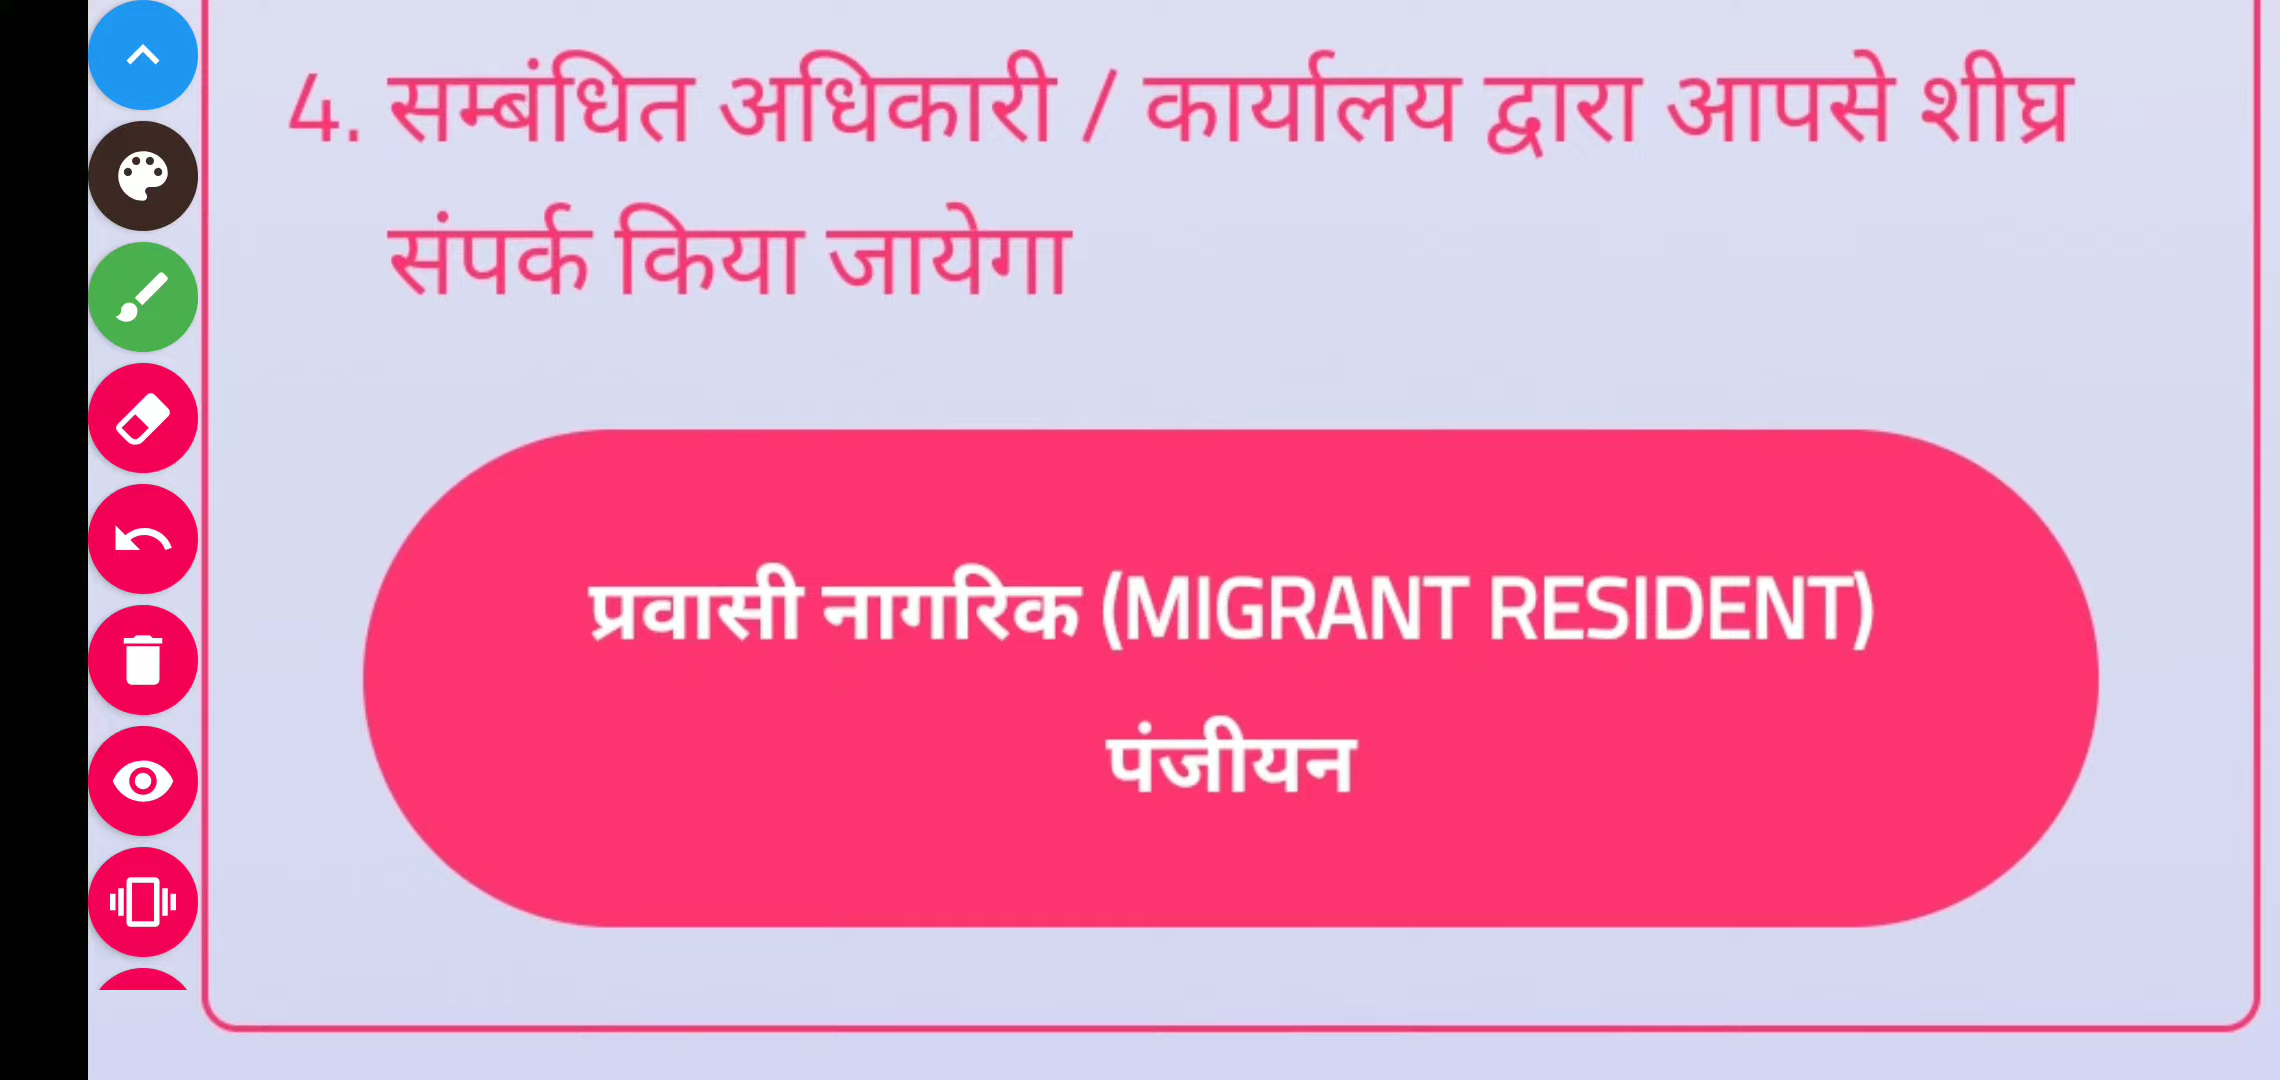 4. सम्बंधित अधिकारी / कार्यालय द्वारा आपसे शीघ्र
संपर्क किया जायेगा
प्रवासी नागरिक (MIGRANT RESIDENT)
पंजीयन